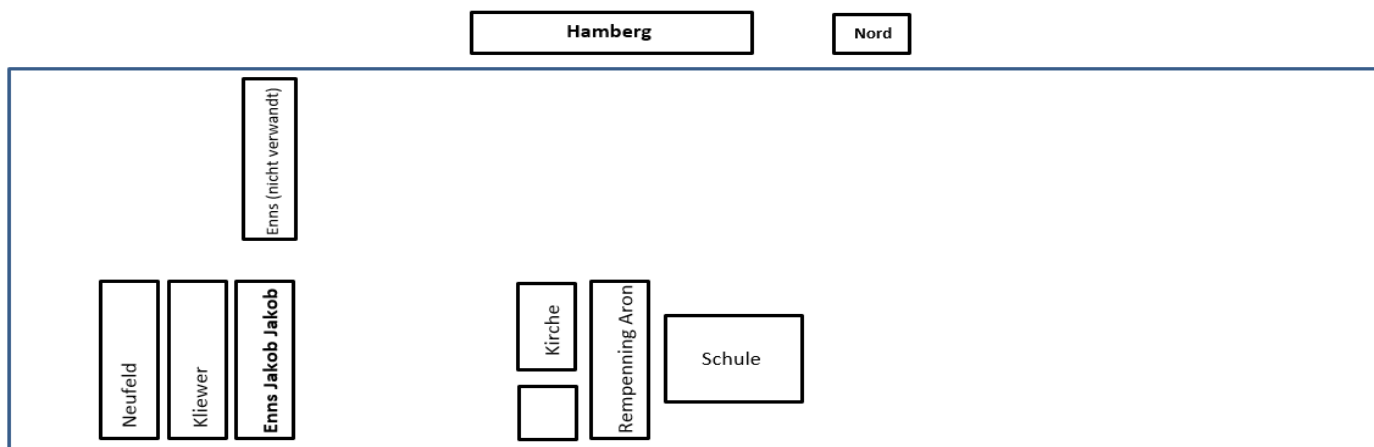 Hamberg
Nord
Enns (nicht verwandt)
Neufeld
Kliewer
Enns Jakob Jakob
Kirche
Rempenning Aron
Schule